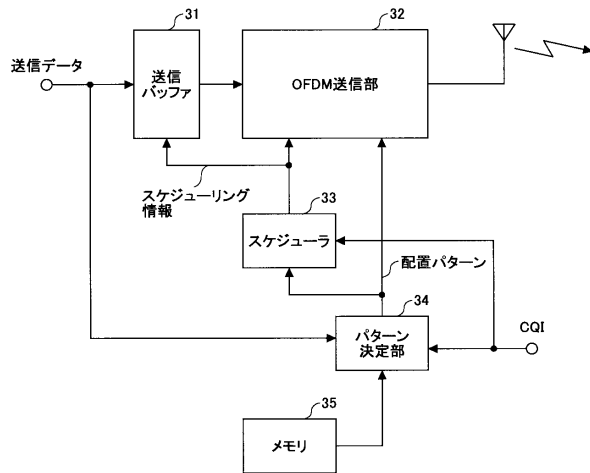 31
32
送信データ
送信
バッファ
OFDM送信部
スケジューリング
情報
33
スケジューラ
配置パターン
34
パターン
決定部
CQI
35
メモリ